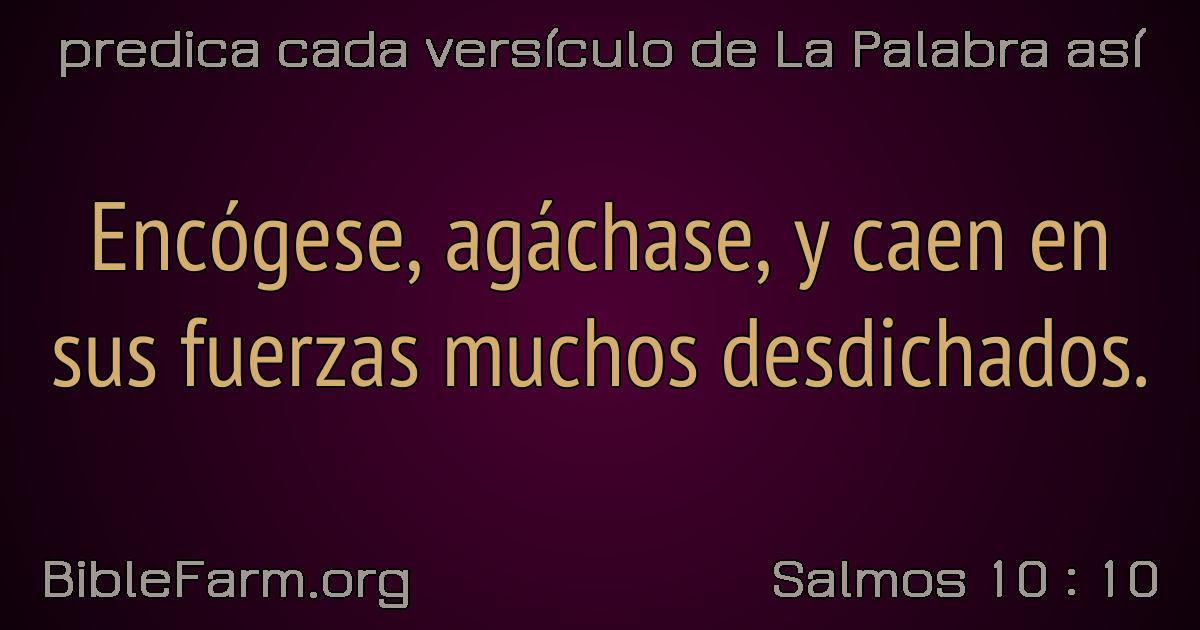 predica cada versículo de La Palabra así
Encógese, agáchase, y caen en
sus fuerzas muchos desdichados.
BibleFarm.org
Salmos 10 : 10